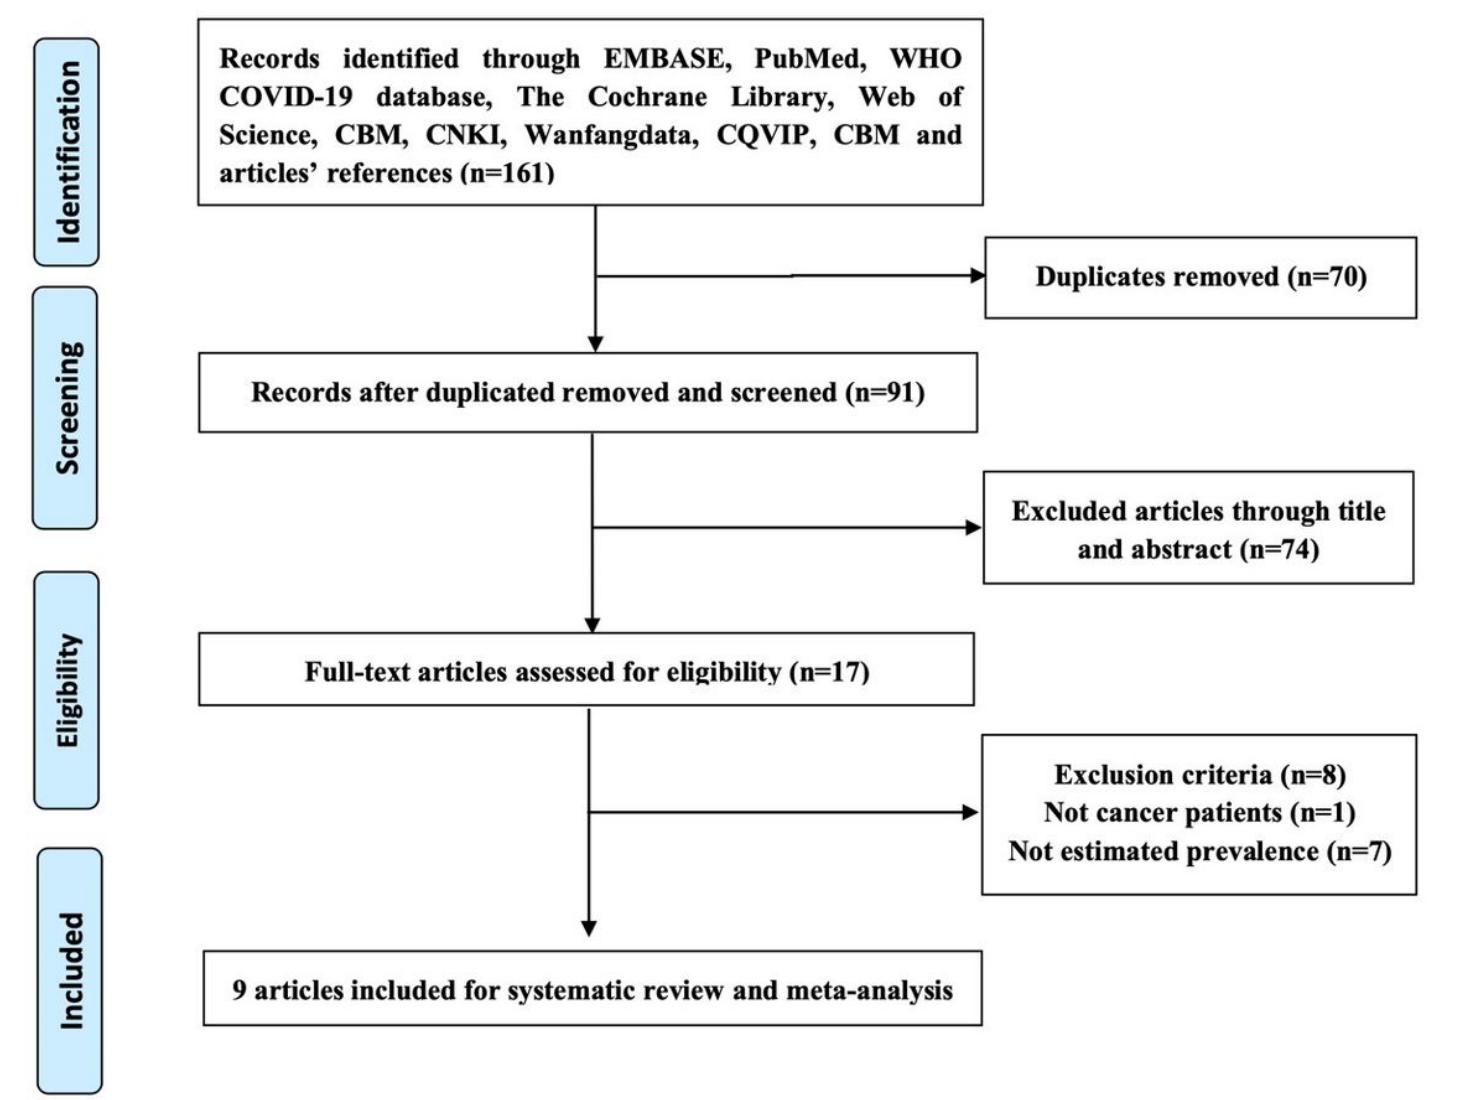 Identification
Records identified through EMBASE, PubMed, WHO
COVID-19 database, The Cochrane Library, Web of
Science, CBM, CNKI, Wanfangdata, CQVIP, CBM and
articles’ references (n=161)
Duplicates removed (n=70)
Screening
Records after duplicated removed and screened (n=91)
Excluded articles through title
and abstract (n=74)
Eligibility
Full-text articles assessed for eligibility (n=17)
Exclusion criteria (n=8)
Not cancer patients (n=1)
Not estimated prevalence (n=7)
Included
9 articles included for systematic review and meta-analysis